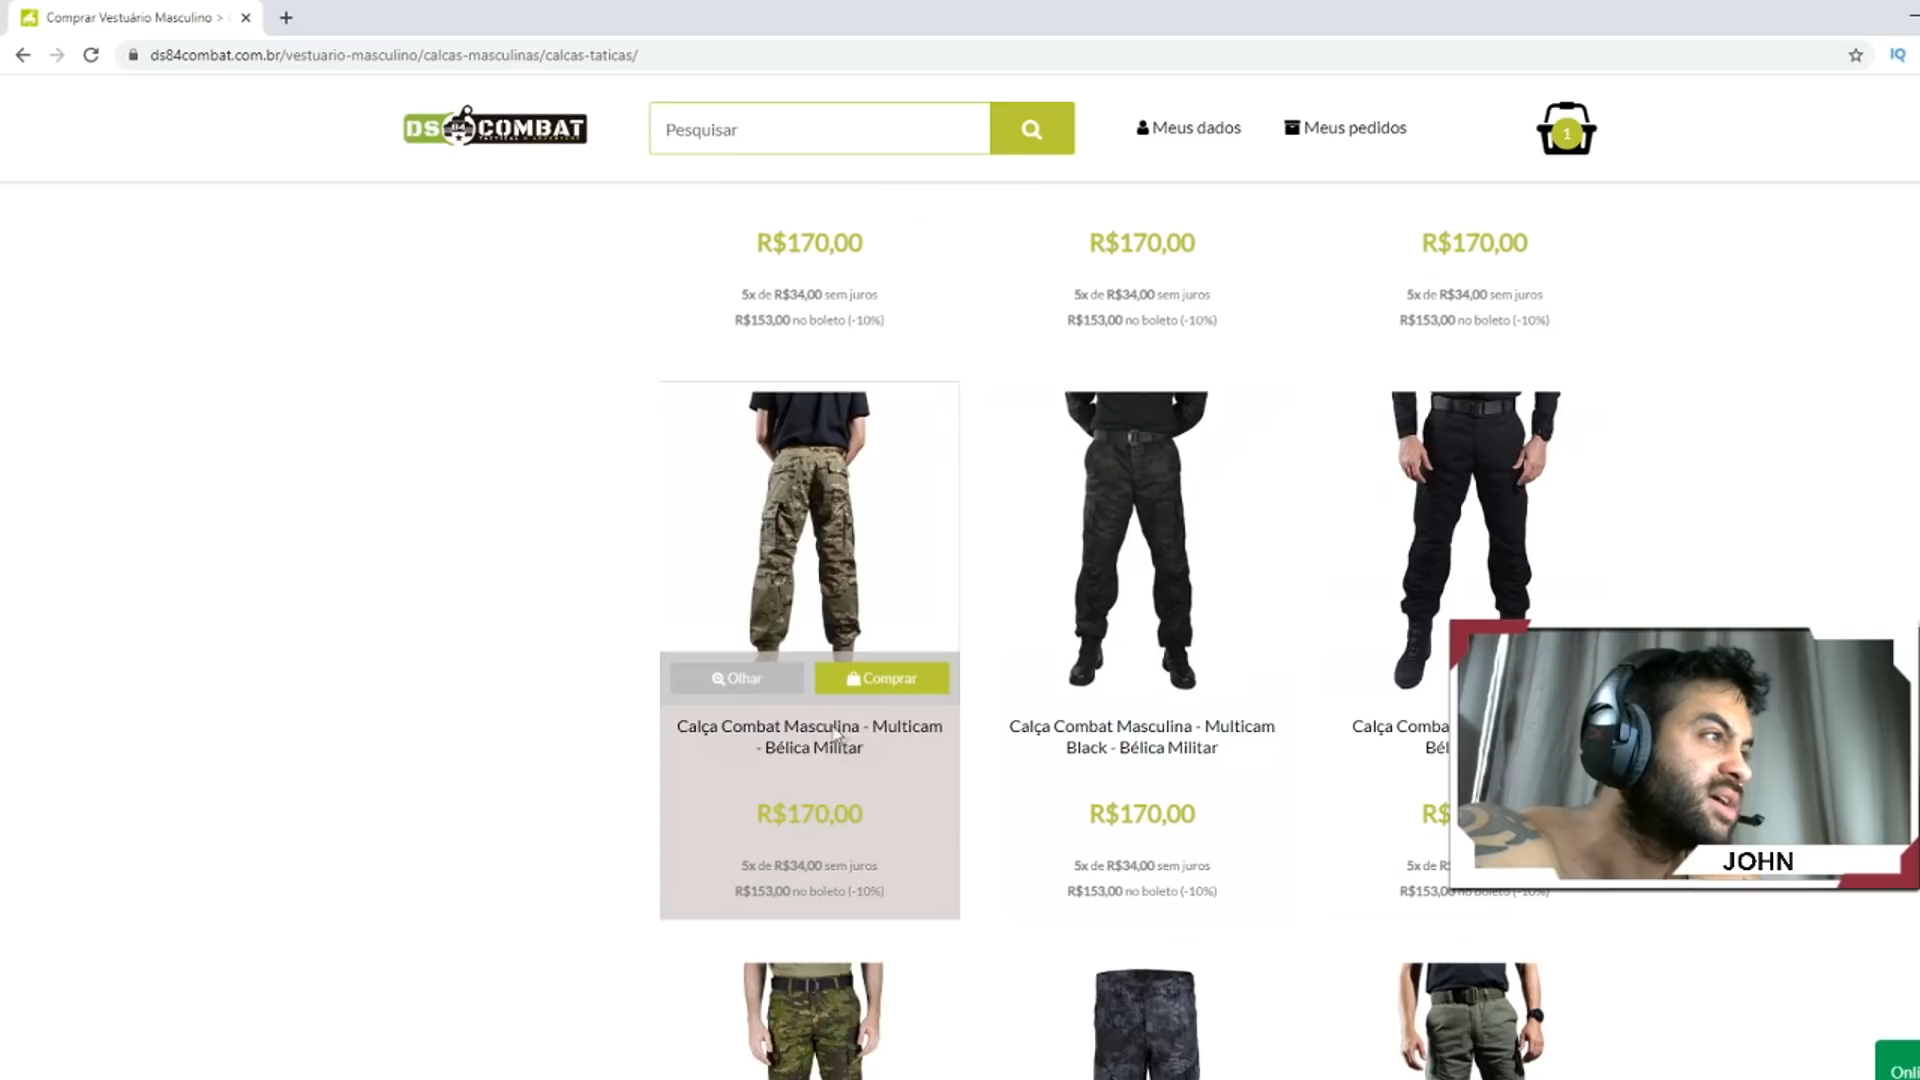 Comprar Vestuário Masculino >
ds84combat.com.br/vestuario-masculino/calcas-masculinas/calcas-taticas/
IQ
DS 84 COMBAT
Pesquisar
Meus dados
Meus pedidos
1
R$170,00
R$170,00
R$170,00
5x de R$34,00 sem juros
5x de R$34,00 sem juros
5x de R$34,00 sem juros
R$153,00 no boleto (-10%)
R$153,00 no boleto (-10%)
R$153,00 no boleto (-10%)
Olhar
Comprar
Calça Combat Masculina - Multicam
- Bélica Militar
Calça Combat Masculina - Multicam
Black - Bélica Militar
Calça Comba
Bél
R$170,00
R$170,00
R$
5x de R$34,00 sem juros
5x de R$34,00 sem juros
5x de R$
R$153,00 no boleto (-10%)
R$153,00 no boleto (-10%)
R$153,00 no boleto (-10%)
JOHN
Onli